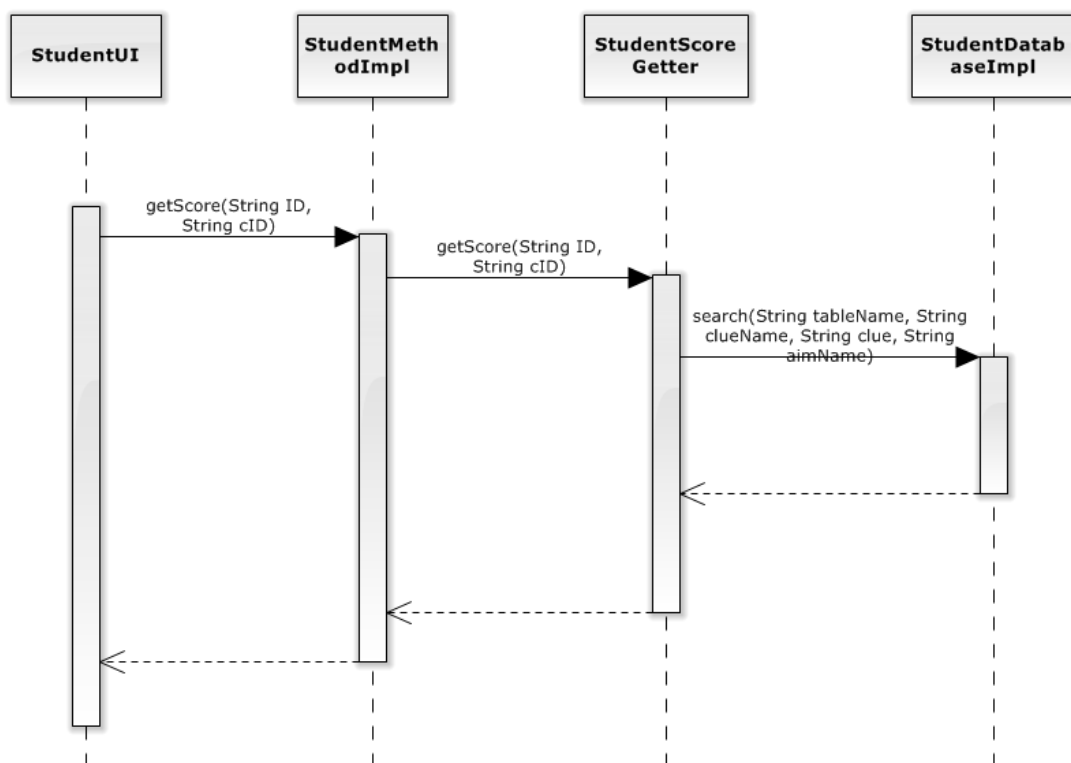 StudentUI
StudentMeth
odImpl
StudentScore
Getter
StudentDatab
aseImpl
getScore(String ID,
String cID)
getScore(String ID,
String cID)
search(String tableName, String
clueName, String clue, String
aimName)